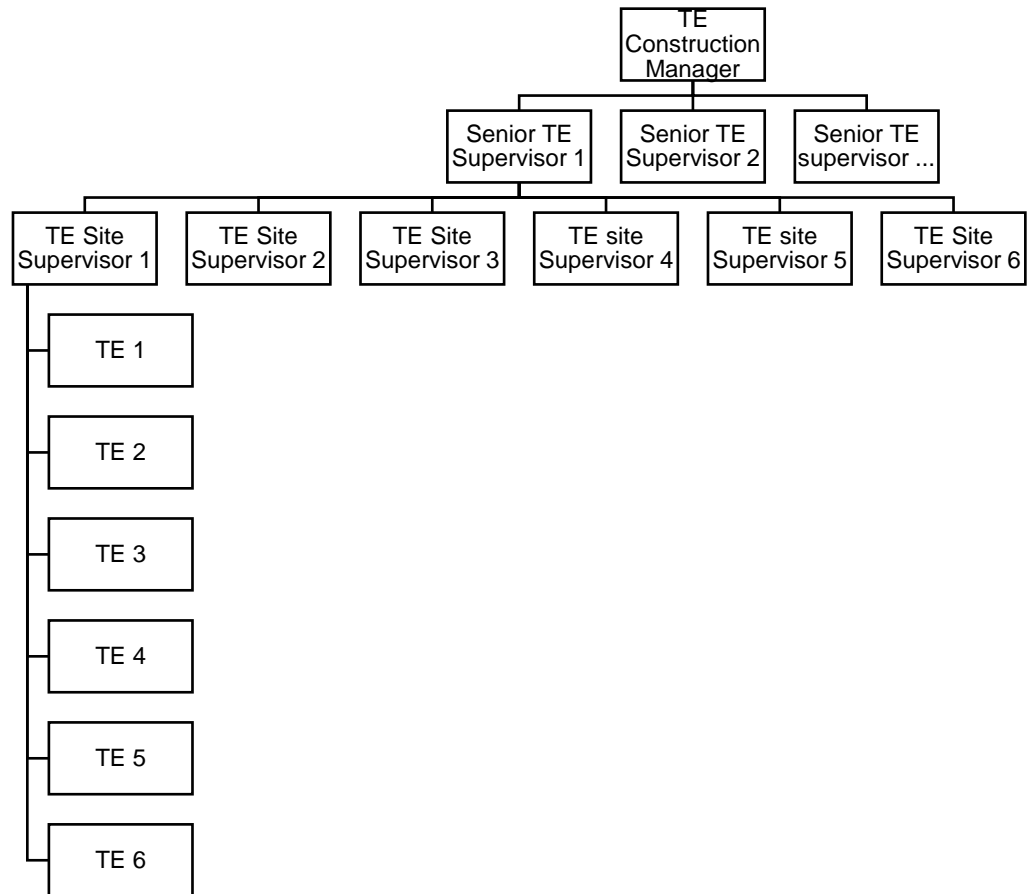 TE
Construction
Manager
Senior TE
Supervisor 1
Senior TE
Supervisor 2
Senior TE
supervisor ...
TE Site
Supervisor 1
TE Site
Supervisor 2
TE Site
Supervisor 3
TE site
Supervisor 4
TE site
Supervisor 5
TE Site
Supervisor 6
TE 1
TE 2
TE 3
TE 4
TE 5
TE 6